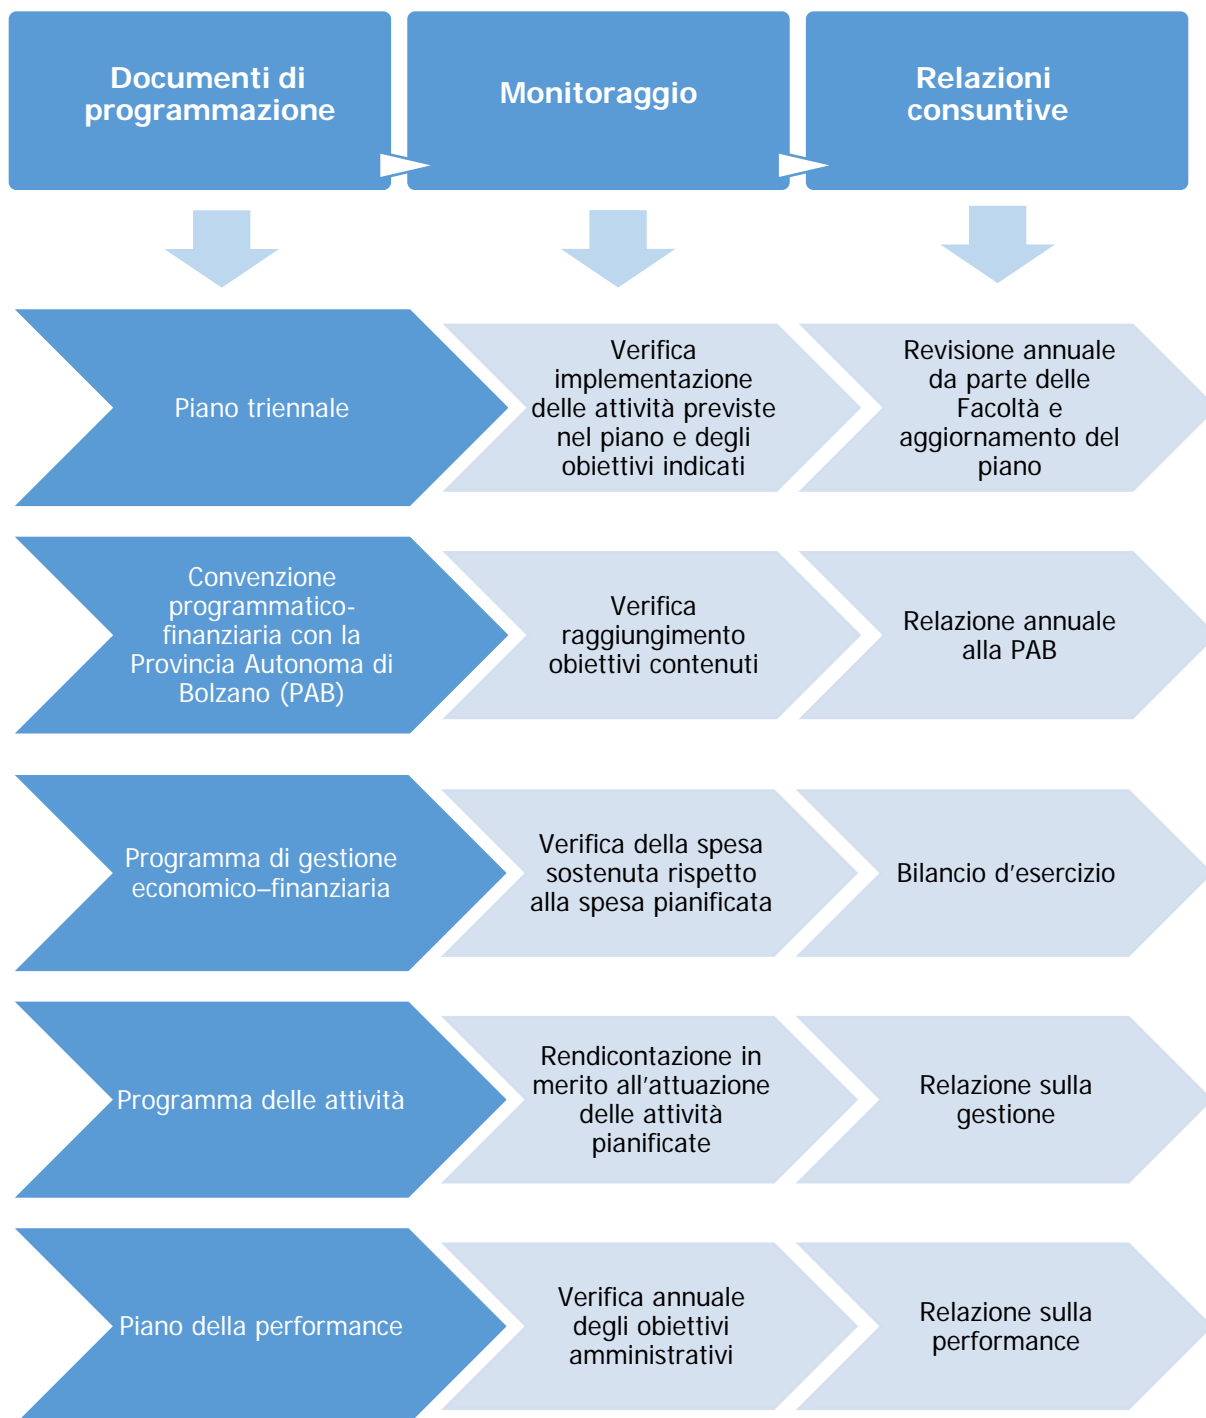 Documenti di
programmazione
Monitoraggio
Relazioni
consuntive
Piano triennale
Verifica
implementazione
delle attività previste
nel piano e degli
obiettivi indicati
Revisione annuale
da parte delle
Facoltà e
aggiornamento del
piano
Convenzione
programmatico-
finanziaria con la
Provincia Autonoma di
Bolzano (PAB)
Verifica
raggiungimento
obiettivi contenuti
Relazione annuale
alla PAB
Programma di gestione
economico–finanziaria
Verifica della spesa
sostenuta rispetto
alla spesa pianificata
Bilancio d'esercizio
Programma delle attività
Rendicontazione in
merito all'attuazione
delle attività
pianificate
Relazione sulla
gestione
Piano della performance
Verifica annuale
degli obiettivi
amministrativi
Relazione sulla
performance